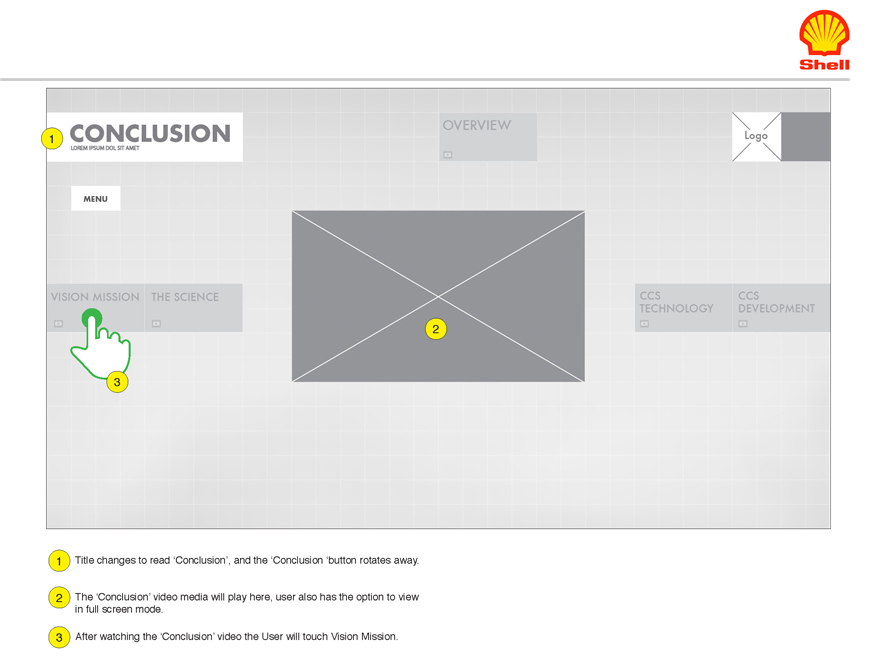 Shell
1
CONCLUSION
LOREM IPSUM DOL SIT AMET
OVERVIEW
Logo
MENU
VISION MISSION
THE SCIENCE
CCS
TECHNOLOGY
CCS
DEVELOPMENT
2
3
1 Title changes to read ‘Conclusion’, and the ‘Conclusion ‘button rotates away.
2 The ‘Conclusion’ video media will play here, user also has the option to view
in full screen mode.
3 After watching the ‘Conclusion’ video the User will touch Vision Mission.